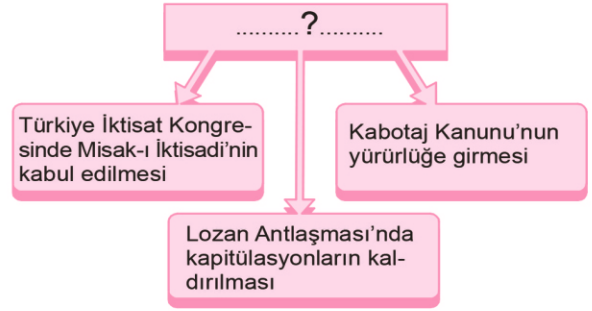 ..........?..........
Türkiye İktisat Kongre-
sinde Misak-ı İktisadi'nin
kabul edilmesi
Kabotaj Kanunu'nun
yürürlüğe girmesi
Lozan Antlaşması'nda
kapitülasyonların kal-
dırılması